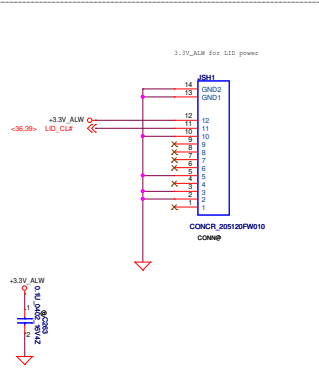 3.3V_ALW for LID power
JSH1
14 GND2
13 GND1
+3.3V_ALW 12 12
<36,39> LID_CL# 11 11
10 10
9 9
8 8
7 7
6 6
5 5
4 4
3 3
2 2
1 1
CONCR_205120FW010
CONN@
+3.3V_ALW
1
2
@C263
0.1U_0402_16V4Z